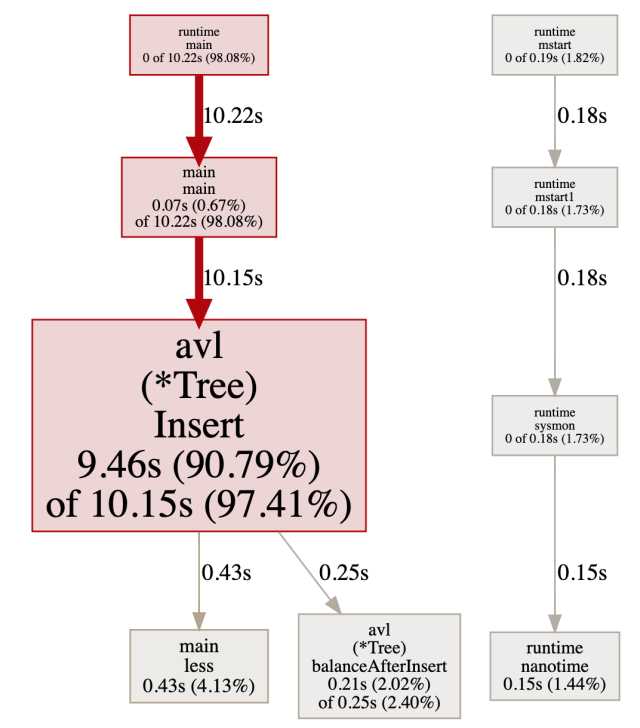 runtime
main
0 of 10.22s (98.08%)
10.22s
main
main
0.07s (0.67%)
of 10.22s (98.08%)
10.15s
avl
(*Tree)
Insert
9.46s (90.79%)
of 10.15s (97.41%)
0.43s
0.25s
main
less
0.43s (4.13%)
avl
(*Tree)
balanceAfterInsert
0.21s (2.02%)
of 0.25s (2.40%)
runtime
mstart
0 of 0.19s (1.82%)
0.18s
runtime
mstart1
0 of 0.18s (1.73%)
0.18s
runtime
sysmon
0 of 0.18s (1.73%)
0.15s
runtime
nanotime
0.15s (1.44%)